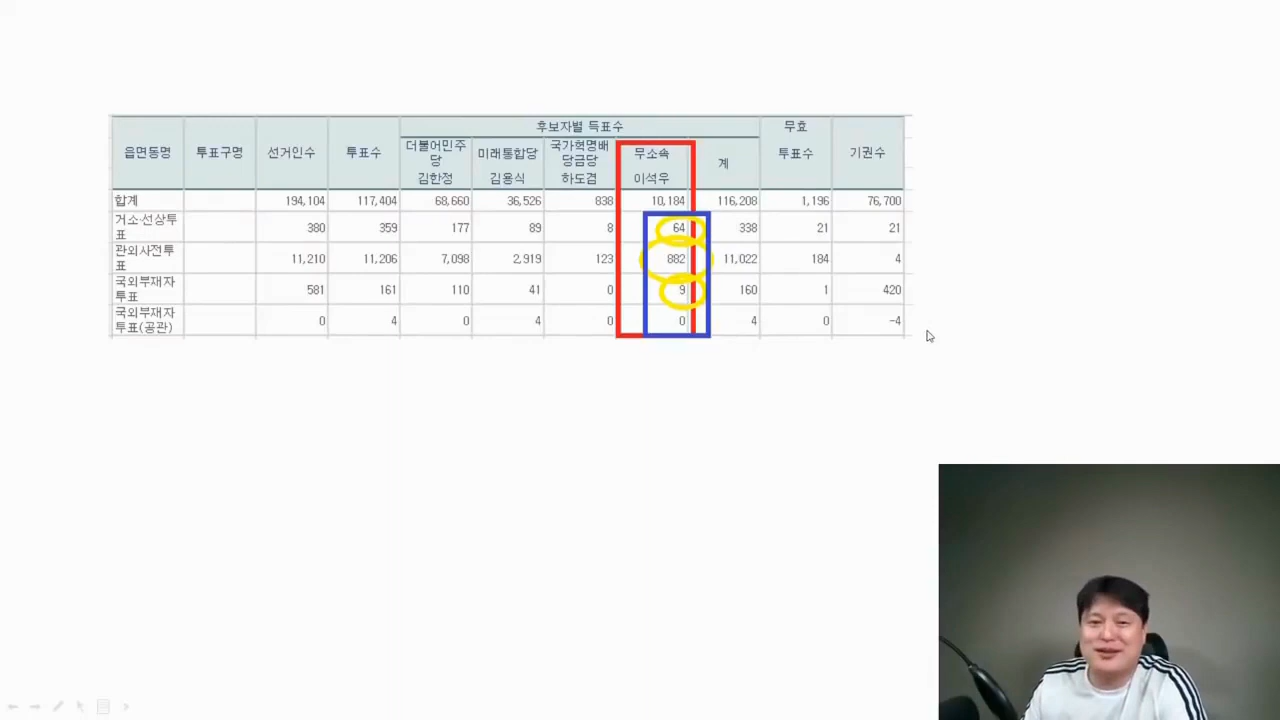 후보자별 득표수
무효
읍면동명 투표구명 선거인수 투표수 더불어민주 미래통합당 국가혁명배 무소속 계 투표수 기권수
당 당금당
김한정 김용식 하도겸 이석우
합계 194,104 117,404 68,660 36,526 838 10,184 116,208 1,196 76,700
거소·선상투
표 380 359 177 89 8 64 338 21 21
관외사전투
표 11,210 11,206 7,098 2,919 123 882 11,022 184 4
국외부재자
투표 581 161 110 41 0 9 160 1 420
국외부재자
투표(공관) 0 4 0 4 0 0 4 0 -4